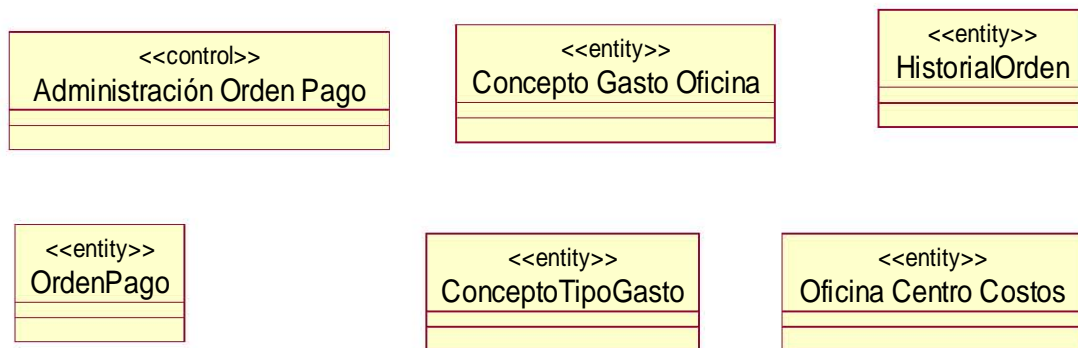 <<control>>
Administración Orden Pago
<<entity>>
Concepto Gasto Oficina
<<entity>>
HistorialOrden
<<entity>>
OrdenPago
<<entity>>
ConceptoTipoGasto
<<entity>>
Oficina Centro Costos